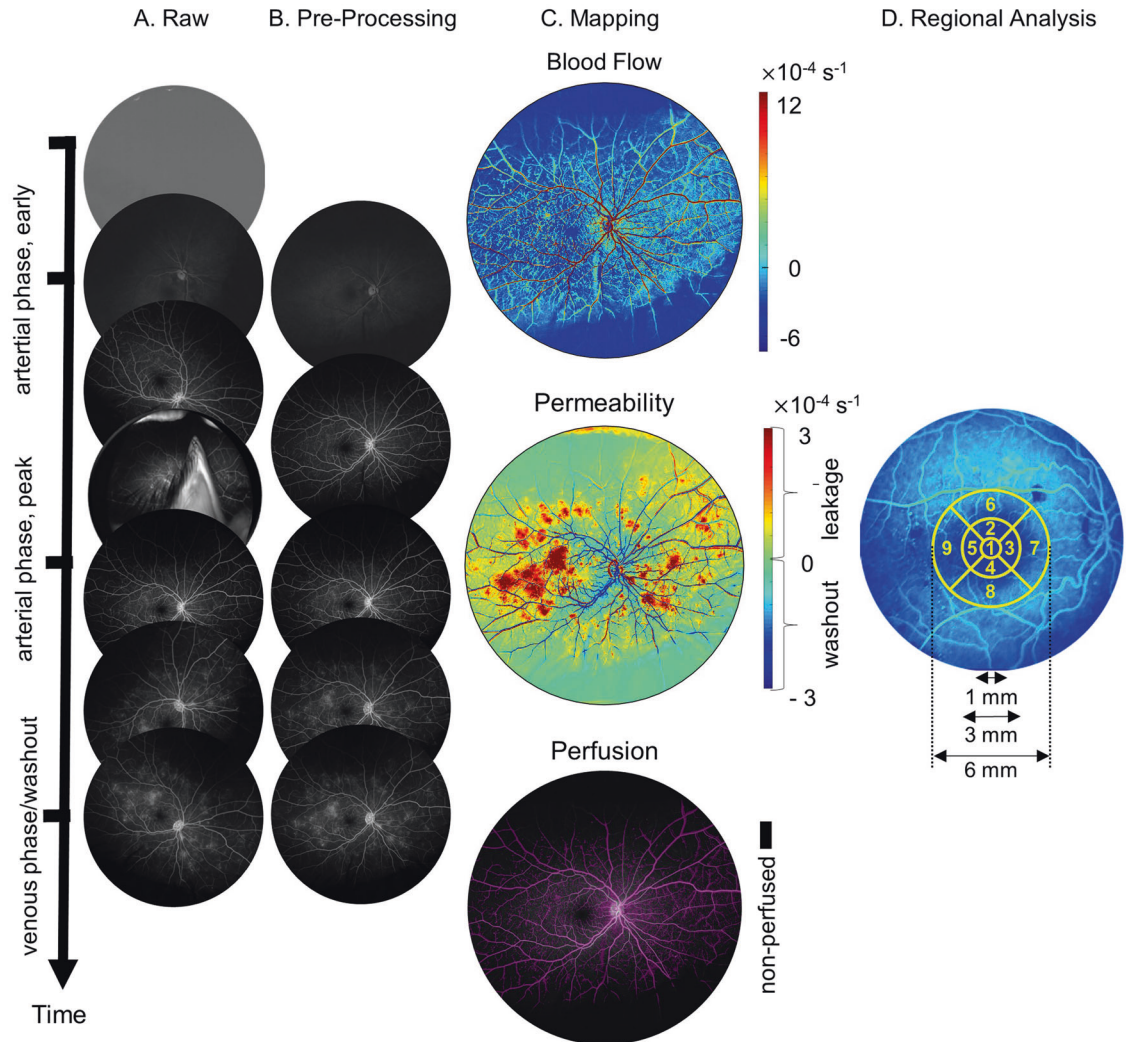 A. Raw
B. Pre-Processing
C. Mapping
D. Regional Analysis
artertial phase, early
arterial phase, peak
venous phase/washout
Time
Blood Flow
×10-4 s-1
12
0
-6
Permeability
×10-4 s-1
3
leakage
0
washout
- 3
Perfusion
non-perfused
6
2
9
5
1
3
7
4
8
1 mm
3 mm
6 mm